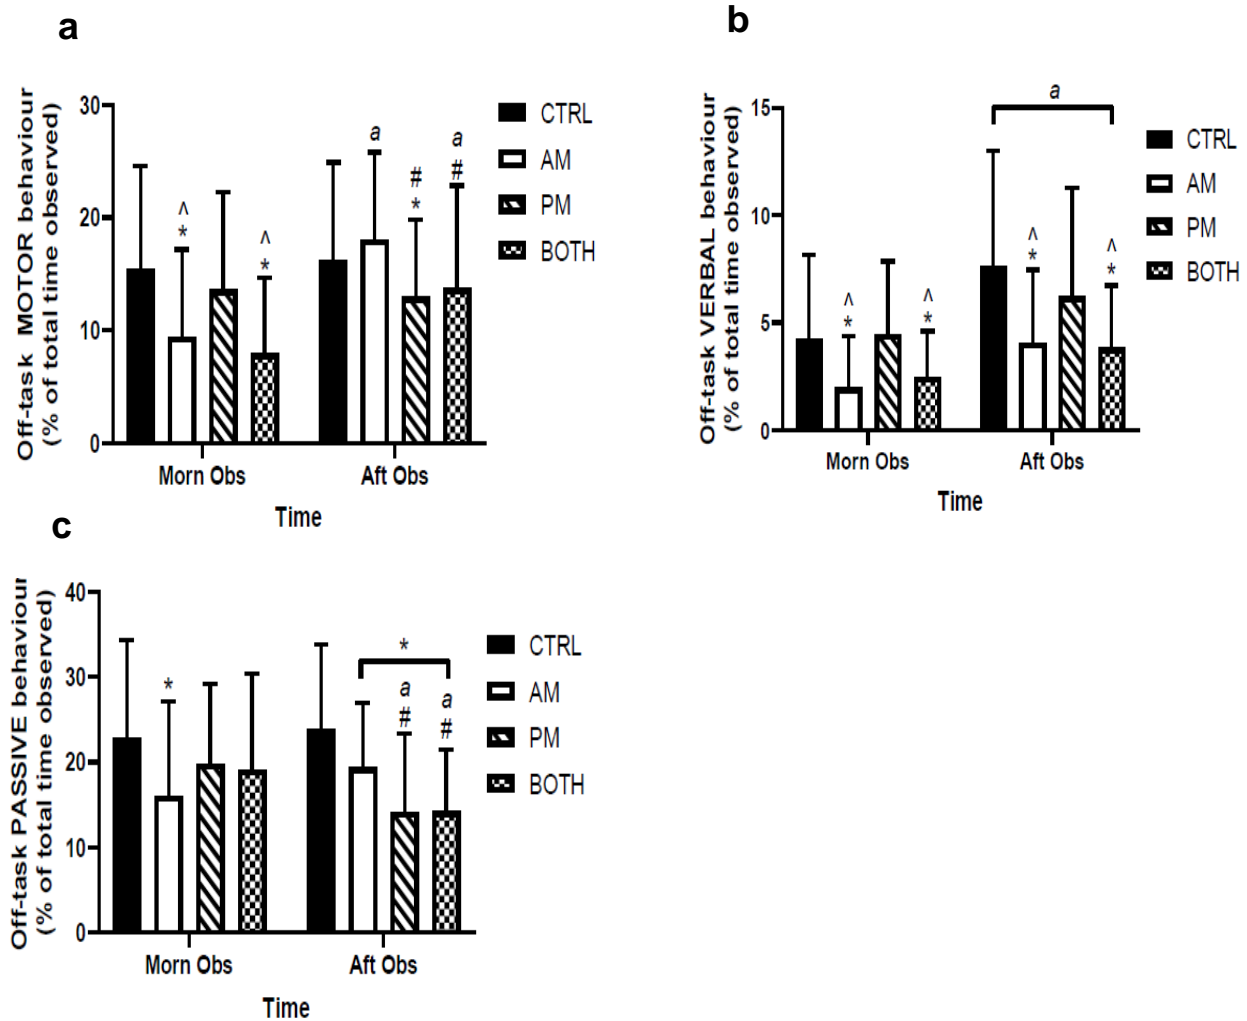 a
Off-task MOTOR behaviour
(% of total time observed)
30
20
10
0
^
*
^
*
a
#
*
a
#
CTRL
AM
PM
BOTH
Morn Obs
Aft Obs
Time
b
Off-task VERBAL behaviour
(% of total time observed)
15
10
5
0
a
^
*
^
*
^
*
^
*
CTRL
AM
PM
BOTH
Morn Obs
Aft Obs
Time
c
Off-task PASSIVE behaviour
(% of total time observed)
40
30
20
10
0
*
*
a
#
a
#
CTRL
AM
PM
BOTH
Morn Obs
Aft Obs
Time